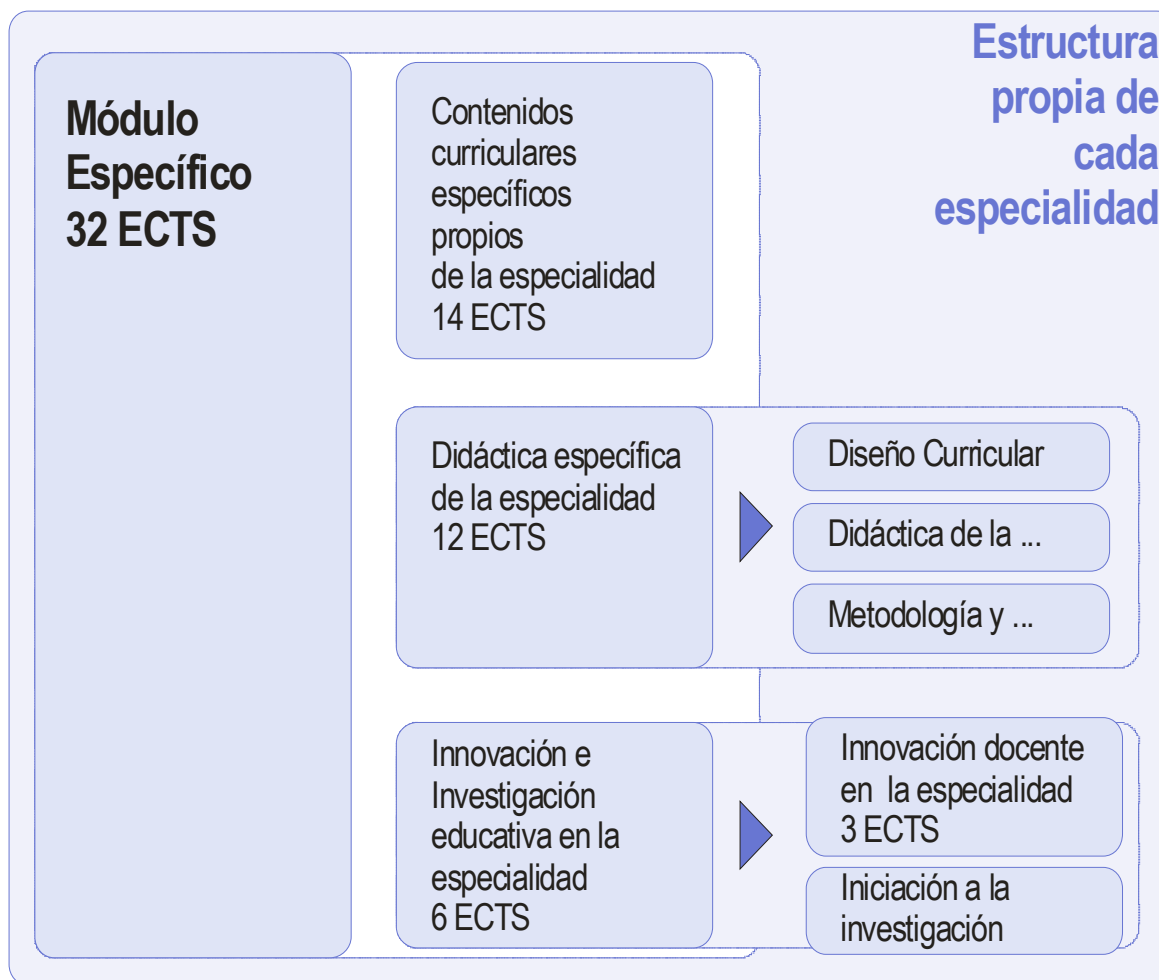 Estructura
propia de
cada
especialidad
Módulo
Específico
32 ECTS
Contenidos
curriculares
específicos
propios
de la especialidad
14 ECTS
Didáctica específica
de la especialidad
12 ECTS
Diseño Curricular
Didáctica de la ...
Metodología y ...
Innovación e
Investigación
educativa en la
especialidad
6 ECTS
Innovación docente
en la especialidad
3 ECTS
Iniciación a la
investigación